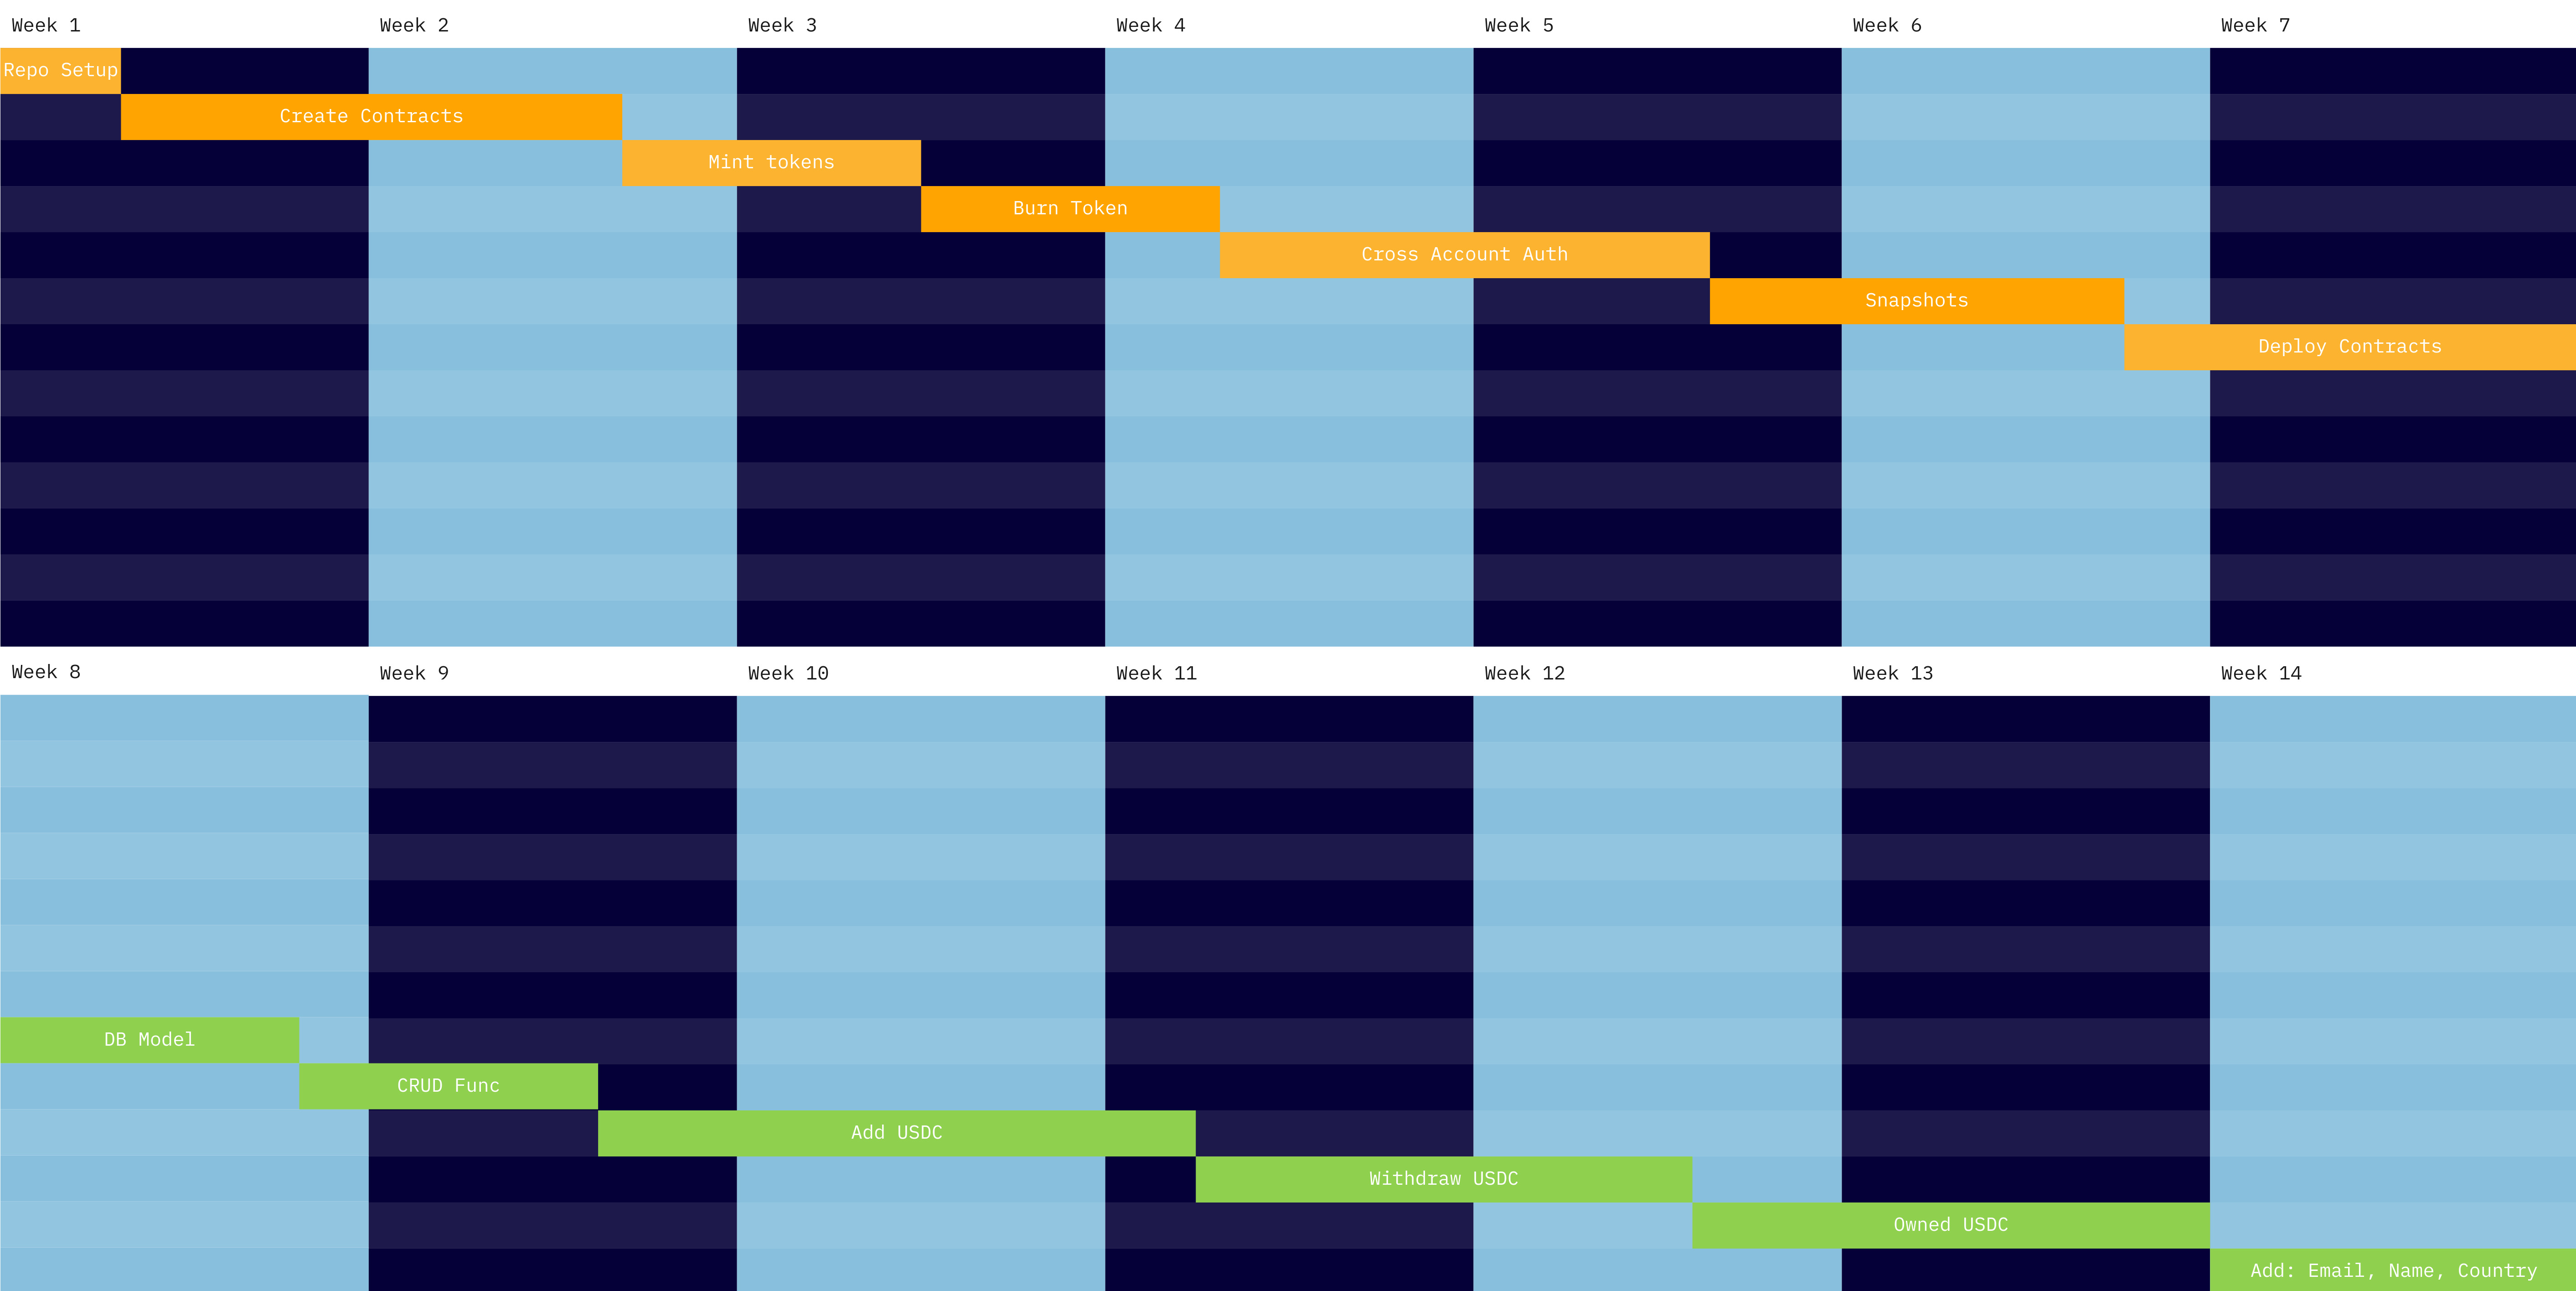 Week 1 Week 2 Week 3 Week 4 Week 5 Week 6 Week 7
Repo Setup
Create Contracts
Mint tokens
Burn Token
Cross Account Auth
Snapshots
Deploy Contracts
Week 8 Week 9 Week 10 Week 11 Week 12 Week 13 Week 14
DB Model
CRUD Func
Add USDC
Withdraw USDC
Owned USDC
Add: Email, Name, Country